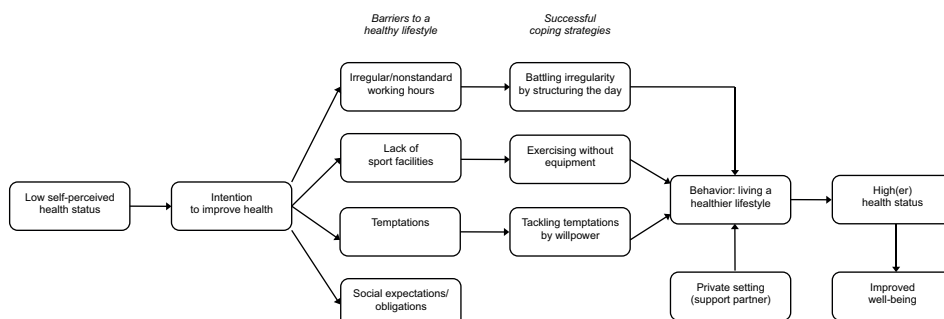 Barriers to a
healthy lifestyle
Successful
coping strategies
Irregular/nonstandard
working hours
Battling irregularity
by structuring the day
Lack of
sport facilities
Exercising without
equipment
Low self-perceived
health status
Intention
to improve health
Behavior: living a
healthier lifestyle
High(er)
health status
Temptations
Tackling temptations
by willpower
Social expectations/
obligations
Private setting
(support partner)
Improved
well-being